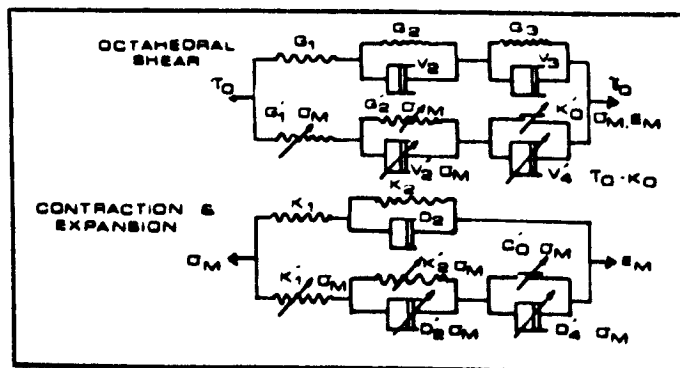 OCTAHEDRAL SHEAR
G1 G2 G3
V2 V3
τO γO
G'1 σM G'2 σM K'O σM, εM
V'2 σM V'4 τO - KO
CONTRACTION & EXPANSION
K1 K2
D2
σM εM
K'1 σM K'2 σM C'O σM
D'2 σM D'4 σM